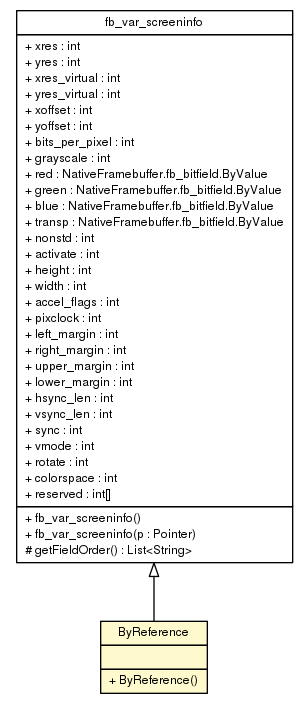 fb_var_screeninfo
+ xres : int
+ yres : int
+ xres_virtual : int
+ yres_virtual : int
+ xoffset : int
+ yoffset : int
+ bits_per_pixel : int
+ grayscale : int
+ red : NativeFramebuffer.fb_bitfield.ByValue
+ green : NativeFramebuffer.fb_bitfield.ByValue
+ blue : NativeFramebuffer.fb_bitfield.ByValue
+ transp : NativeFramebuffer.fb_bitfield.ByValue
+ nonstd : int
+ activate : int
+ height : int
+ width : int
+ accel_flags : int
+ pixclock : int
+ left_margin : int
+ right_margin : int
+ upper_margin : int
+ lower_margin : int
+ hsync_len : int
+ vsync_len : int
+ sync : int
+ vmode : int
+ rotate : int
+ colorspace : int
+ reserved : int[]
+ fb_var_screeninfo()
+ fb_var_screeninfo(p : Pointer)
# getFieldOrder() : List<String>
ByReference
+ ByReference()